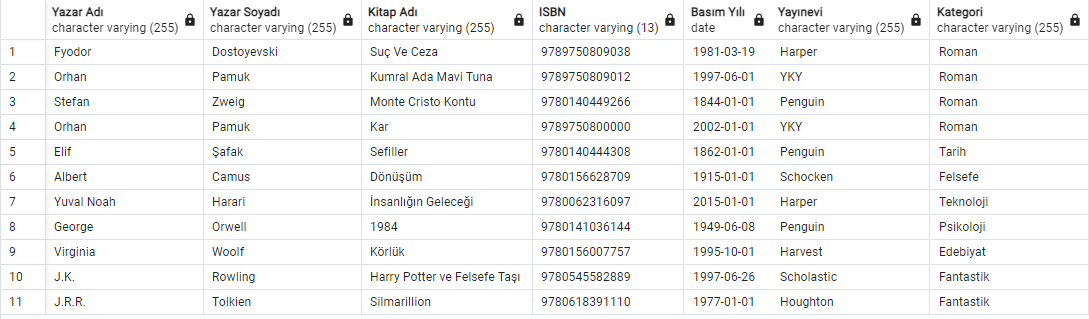 Yazar Adı Yazar Soyadı Kitap Adı ISBN Basım Yılı Yayınevi Kategori
character varying (255) character varying (255) character varying (255) character varying (13) date character varying (255) character varying (255)
1 Fyodor Dostoyevski Suç Ve Ceza 9789750809038 1981-03-19 Harper Roman
2 Orhan Pamuk Kumral Ada Mavi Tuna 9789750809012 1997-06-01 YKY Roman
3 Stefan Zweig Monte Cristo Kontu 9780140449266 1844-01-01 Penguin Roman
4 Orhan Pamuk Kar 9789750800000 2002-01-01 YKY Roman
5 Elif Şafak Sefiller 9780140444308 1862-01-01 Penguin Tarih
6 Albert Camus Dönüşüm 9780156628709 1915-01-01 Schocken Felsefe
7 Yuval Noah Harari İnsanlığın Geleceği 9780062316097 2015-01-01 Harper Teknoloji
8 George Orwell 1984 9780141036144 1949-06-08 Penguin Psikoloji
9 Virginia Woolf Körlük 9780156007757 1995-10-01 Harvest Edebiyat
10 J.K. Rowling Harry Potter ve Felsefe Taşı 9780545582889 1997-06-26 Scholastic Fantastik
11 J.R.R. Tolkien Silmarillion 9780618391110 1977-01-01 Houghton Fantastik